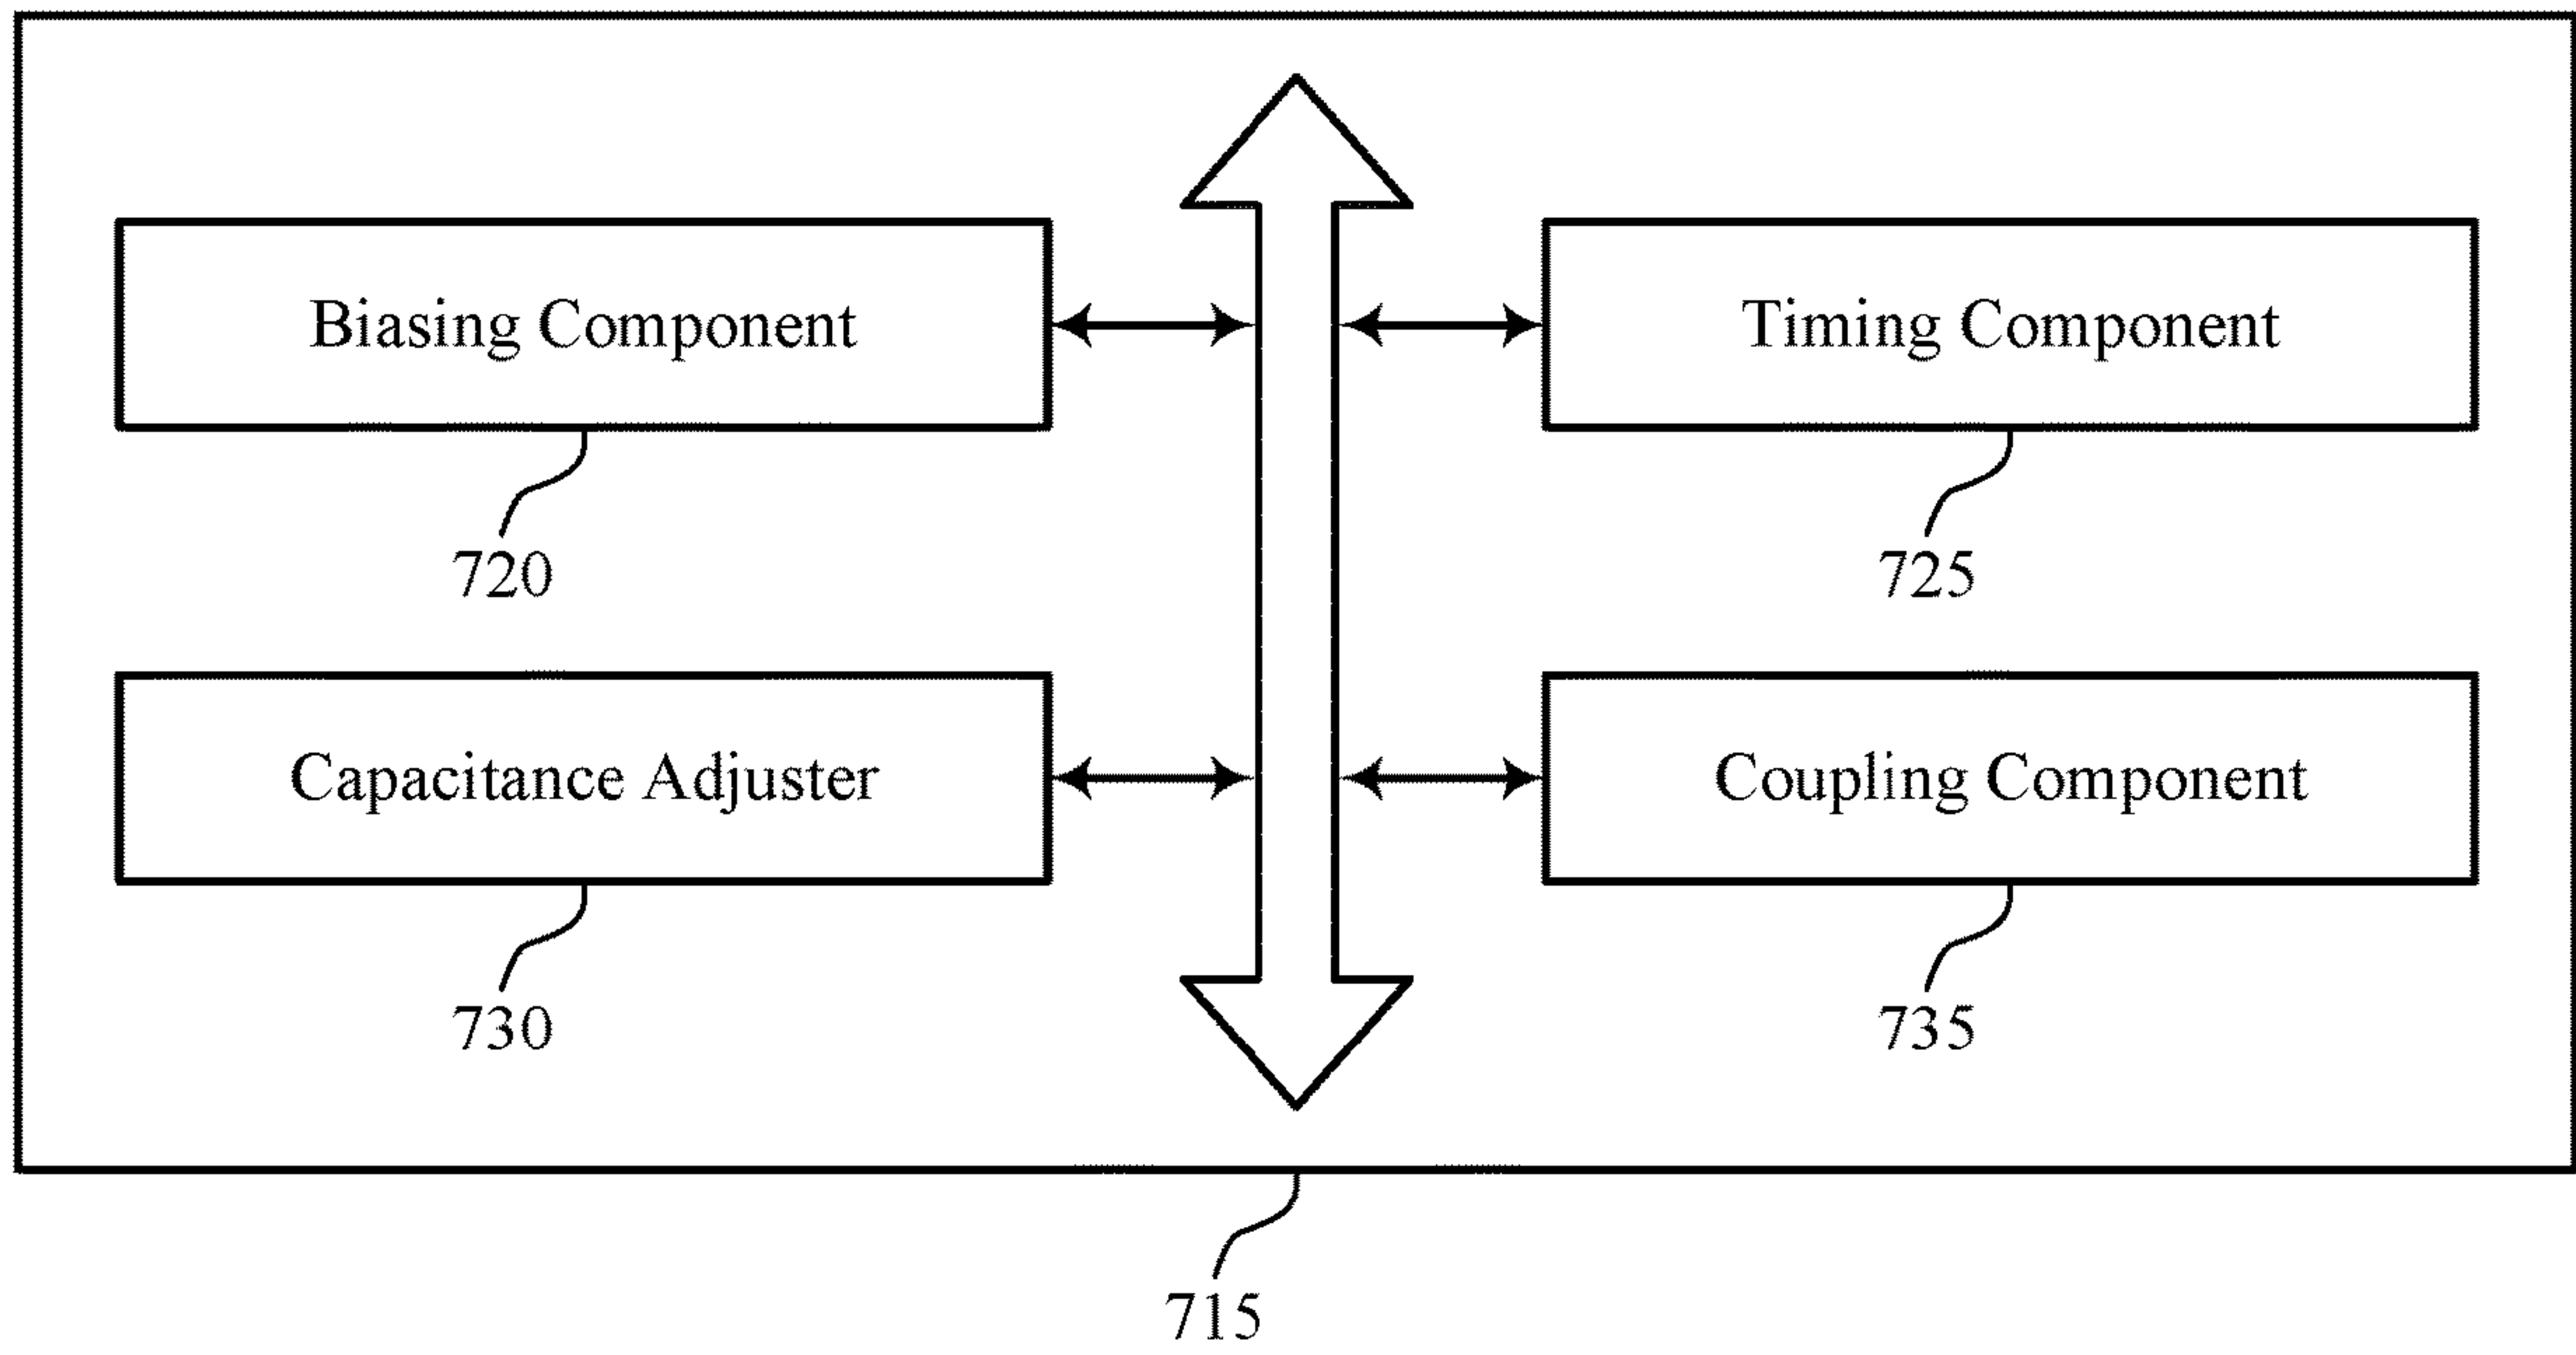 Biasing Component
Timing Component
720
725
Capacitance Adjuster
Coupling Component
730
735
715